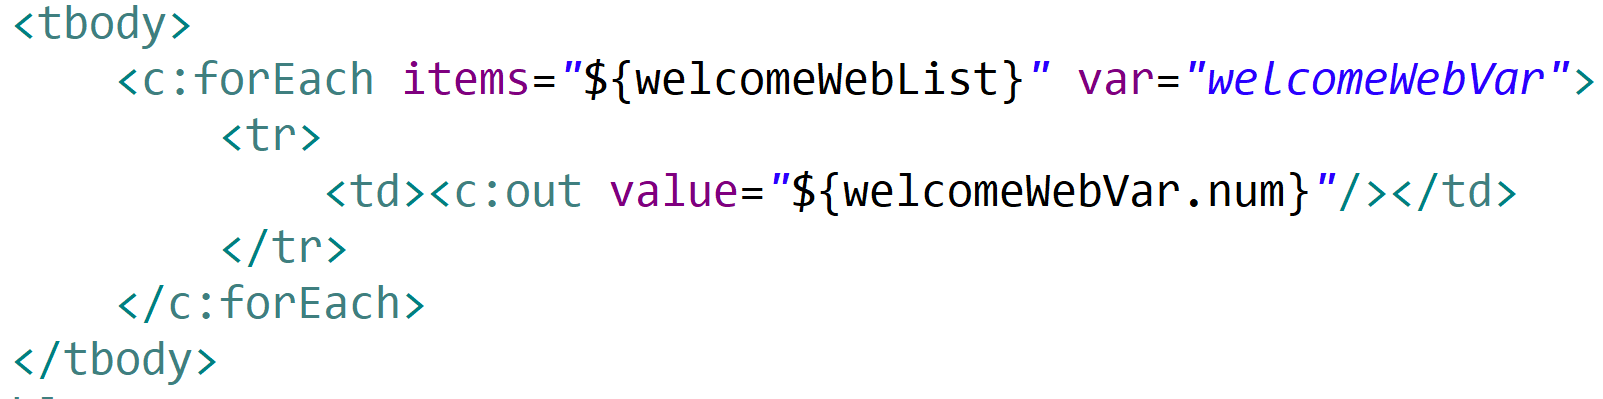 <tbody>
<c:forEach items="${welcomeWebList}" var="welcomeWebVar">
<tr>
<td><c:out value="${welcomeWebVar.num}"/></td>
</tr>
</c:forEach>
</tbody>